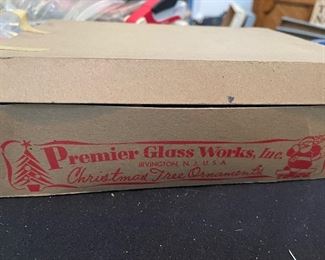 Premier Glass Works, Inc.
IRVINGTON, N.J., U.S.A.
Christmas Tree Ornaments